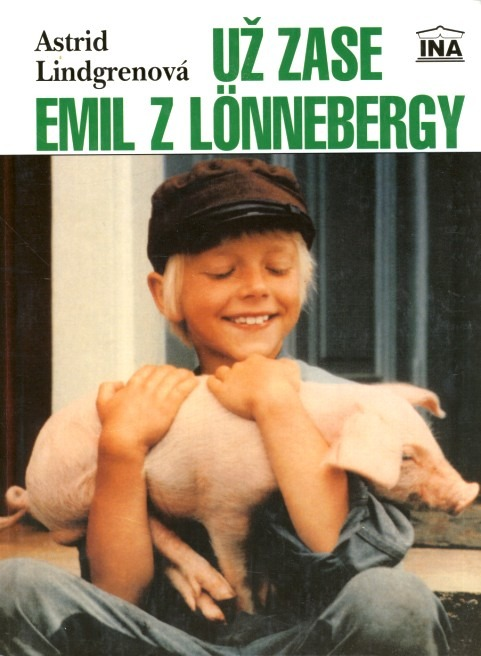 Astrid
Lindgrenová
UŽ ZASE
EMIL Z LÖNNEBERGY
INA